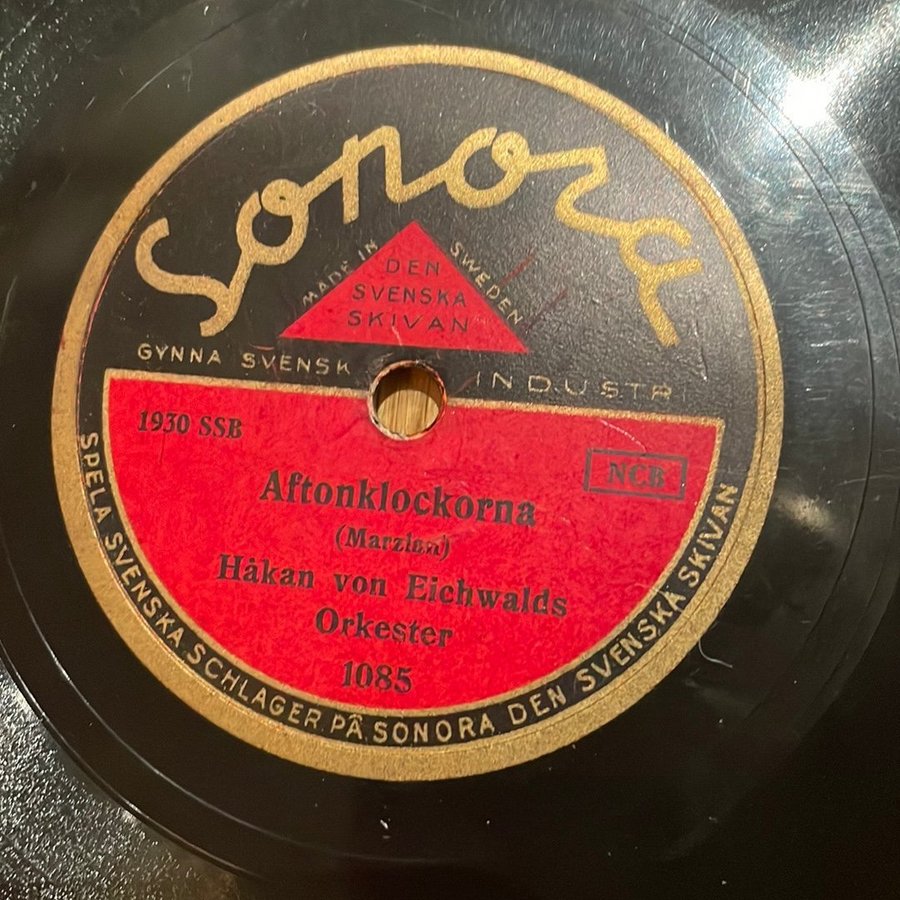 Sonora
MADE IN SWEDEN
DEN
SVENSKA
SKIVAN
GYNNA SVENSK INDUSTRI
1930 SSB
NCB
Aftonklockorna
(Marzian)
Håkan von Eichwalds
Orkester
1085
SPELA SVENSKA SCHLAGER PÅ SONORA DEN SVENSKA SKIVAN